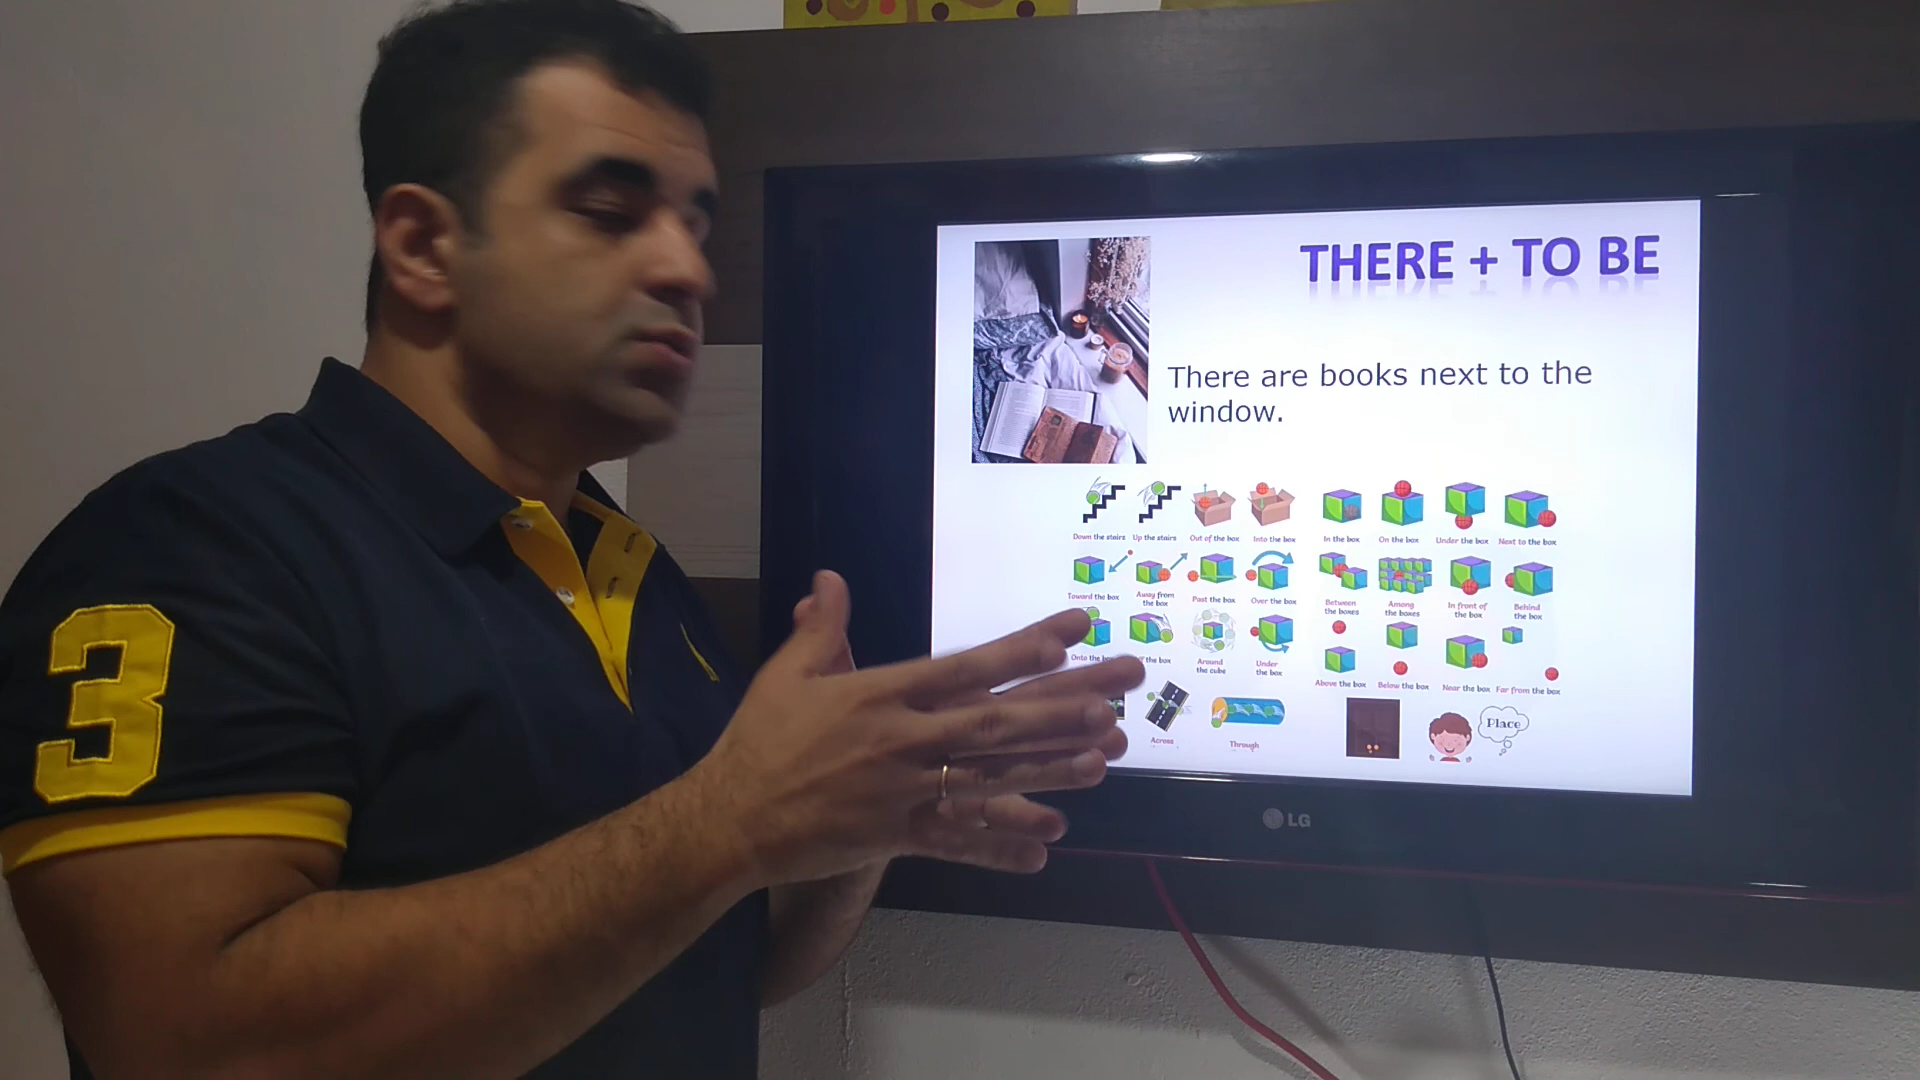 THERE + TO BE
There are books next to the
window.
Down the stairs Up the stairs Out of the box Into the box In the box On the box Under the box Next to the box
Toward the box Away from
the box Past the box Over the box Between
the boxes Among
the boxes In front of
the box Behind
the box
Onto the the box Around
the cube Under
the box Above the box Below the box Near the box Far from the box
Across Through Place
3
LG